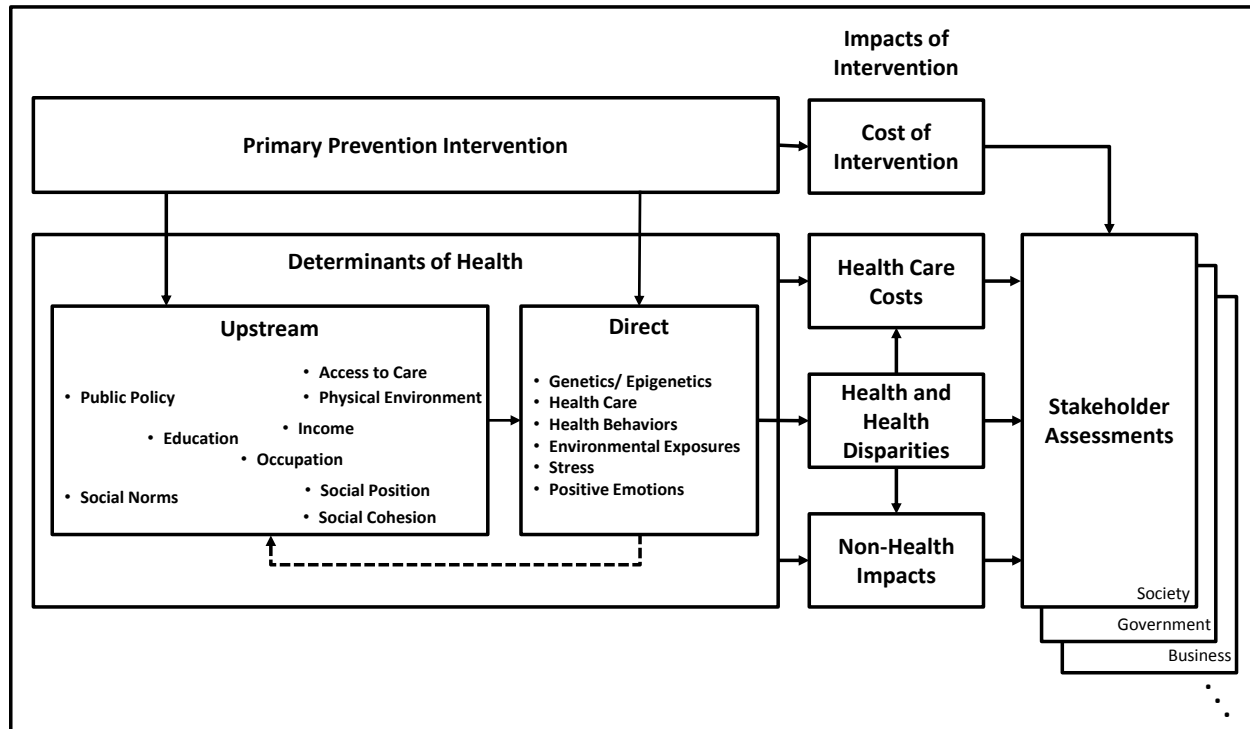 Impacts of
Intervention
Primary Prevention Intervention
Cost of
Intervention
Determinants of Health
Upstream
• Access to Care
• Public Policy
• Physical Environment
• Education
• Income
• Occupation
• Social Norms
• Social Position
• Social Cohesion
Direct
• Genetics/ Epigenetics
• Health Care
• Health Behaviors
• Environmental Exposures
• Stress
• Positive Emotions
Health Care
Costs
Health and
Health
Disparities
Non-Health
Impacts
Stakeholder
Assessments
Society
Government
Business